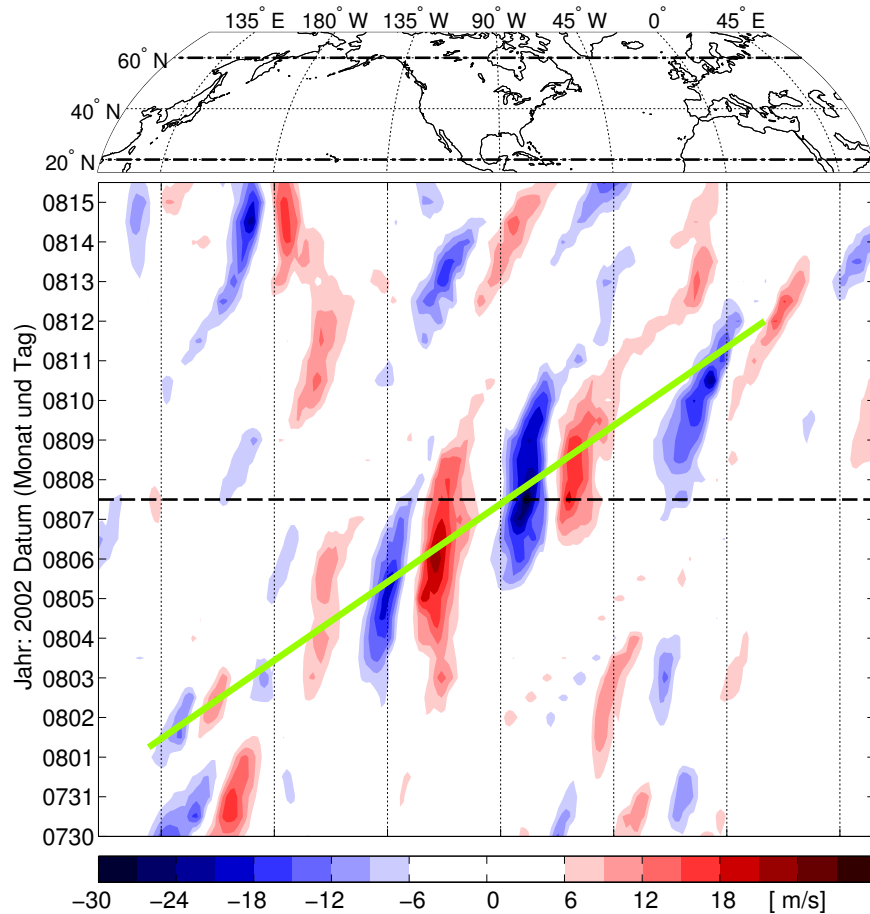 135° E 180° W 135° W 90° W 45° W 0° 45° E
60° N
40° N
20° N
Jahr: 2002 Datum (Monat und Tag)
0815
0814
0813
0812
0811
0810
0809
0808
0807
0806
0805
0804
0803
0802
0801
0731
0730
−30 −24 −18 −12 −6 0 6 12 18 [ m/s]